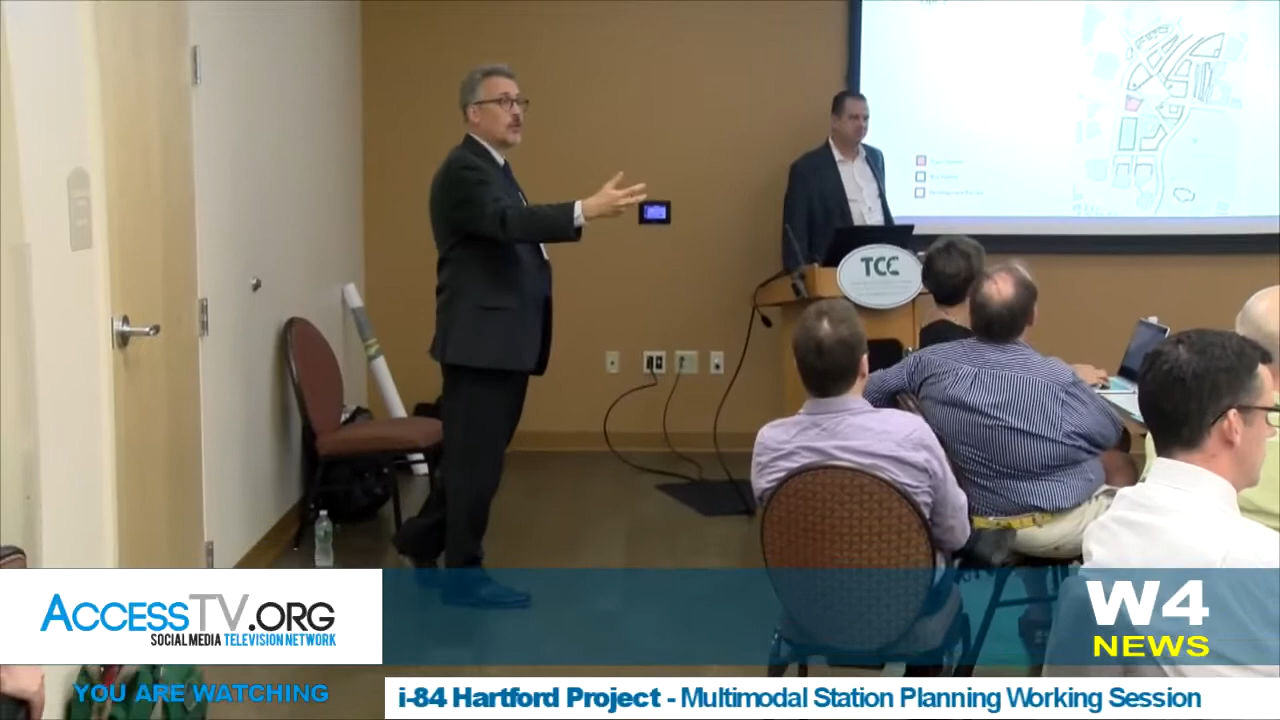 TCC
ACCESSTV.ORG
SOCIAL MEDIA TELEVISION NETWORK
W4
NEWS
YOU ARE WATCHING
i-84 Hartford Project - Multimodal Station Planning Working Session